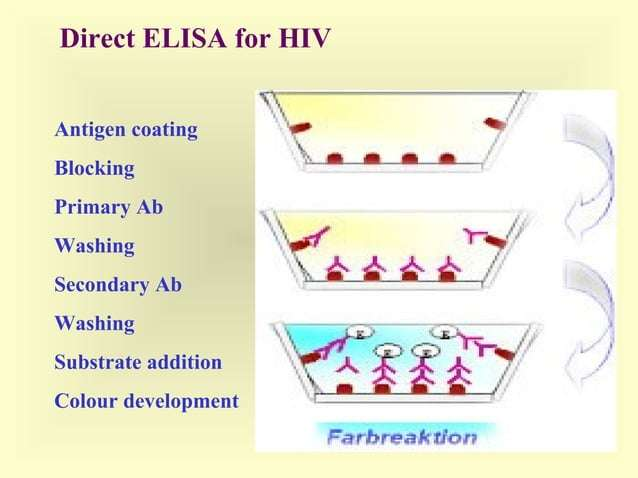 Direct ELISA for HIV
Antigen coating
Blocking
Primary Ab
Washing
Secondary Ab
Washing
Substrate addition
Colour development
E
E
E
E
Farbreaktion